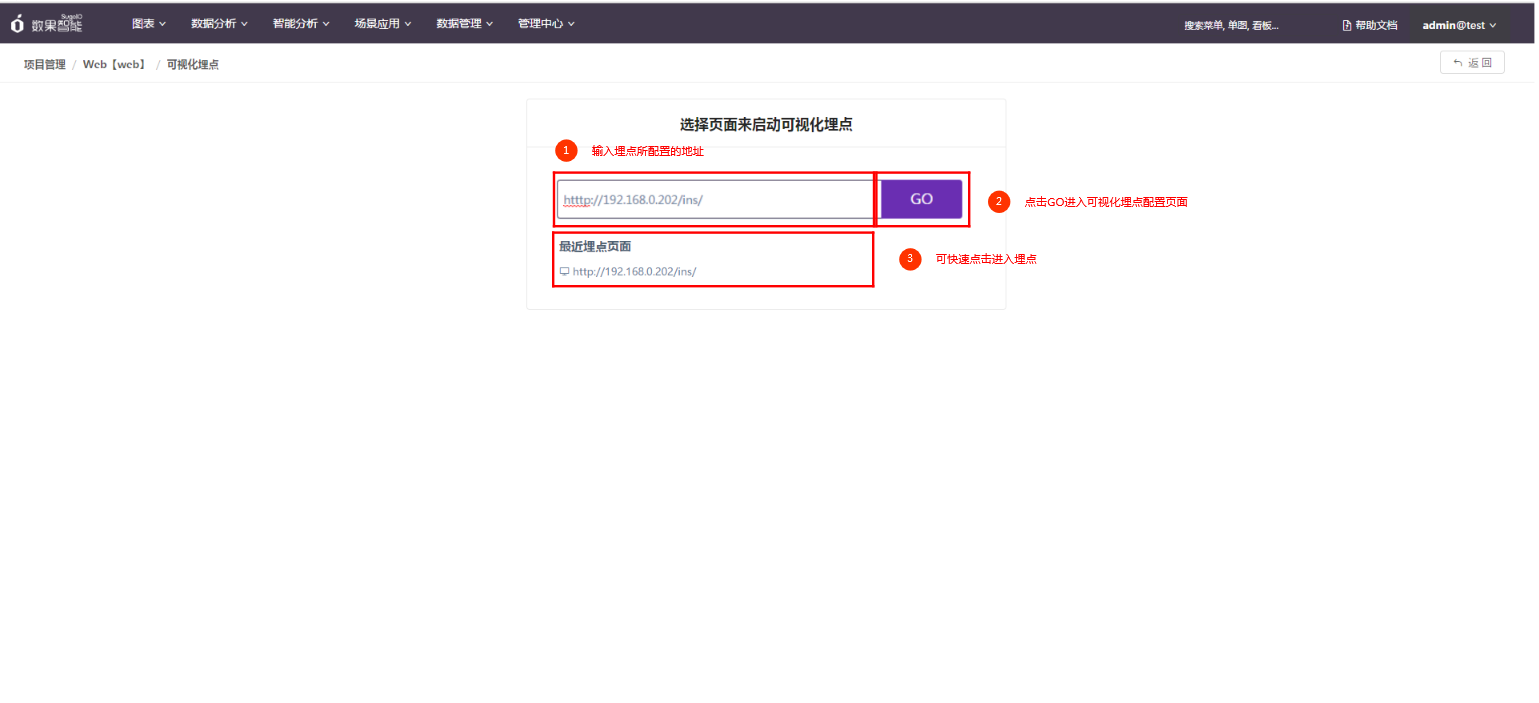 SugoIO
数果智能 图表 数据分析 智能分析 场景应用 数据管理 管理中心 搜索菜单, 单图, 看板... 帮助文档 admin@test
项目管理 / Web【web】 / 可视化埋点 返 回
选择页面来启动可视化埋点
1 输入埋点所配置的地址
htttp://192.168.0.202/ins/ GO 2 点击GO进入可视化埋点配置页面
最近埋点页面
3 可快速点击进入埋点
http://192.168.0.202/ins/